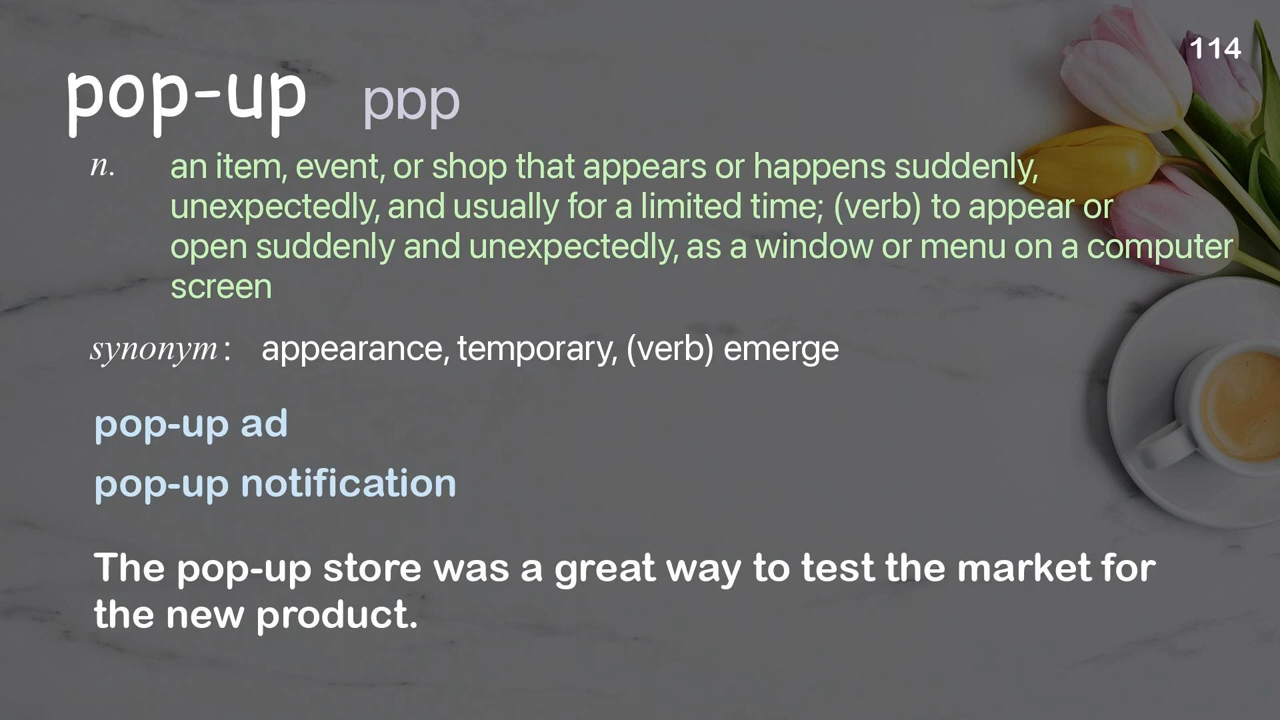 114
pop-up ppp
n. an item, event, or shop that appears or happens suddenly,
unexpectedly, and usually for a limited time; (verb) to appear or
open suddenly and unexpectedly, as a window or menu on a computer
screen
synonym: appearance, temporary, (verb) emerge
pop-up ad
pop-up notification
The pop-up store was a great way to test the market for
the new product.